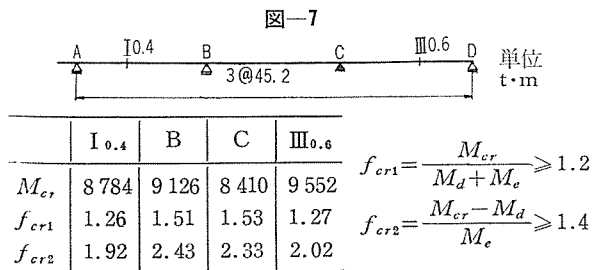 図—7
A I0.4 B C Ⅲ0.6 D
3@45.2
単位
t・m
I 0.4 B C Ⅲ0.6
Mcr 8 784 9 126 8 410 9 552
fcr1 1.26 1.51 1.53 1.27
fcr2 1.92 2.43 2.33 2.02
fcr1=Mcr/(Md+Me)≧1.2
fcr2=(Mcr−Md)/Me≧1.4